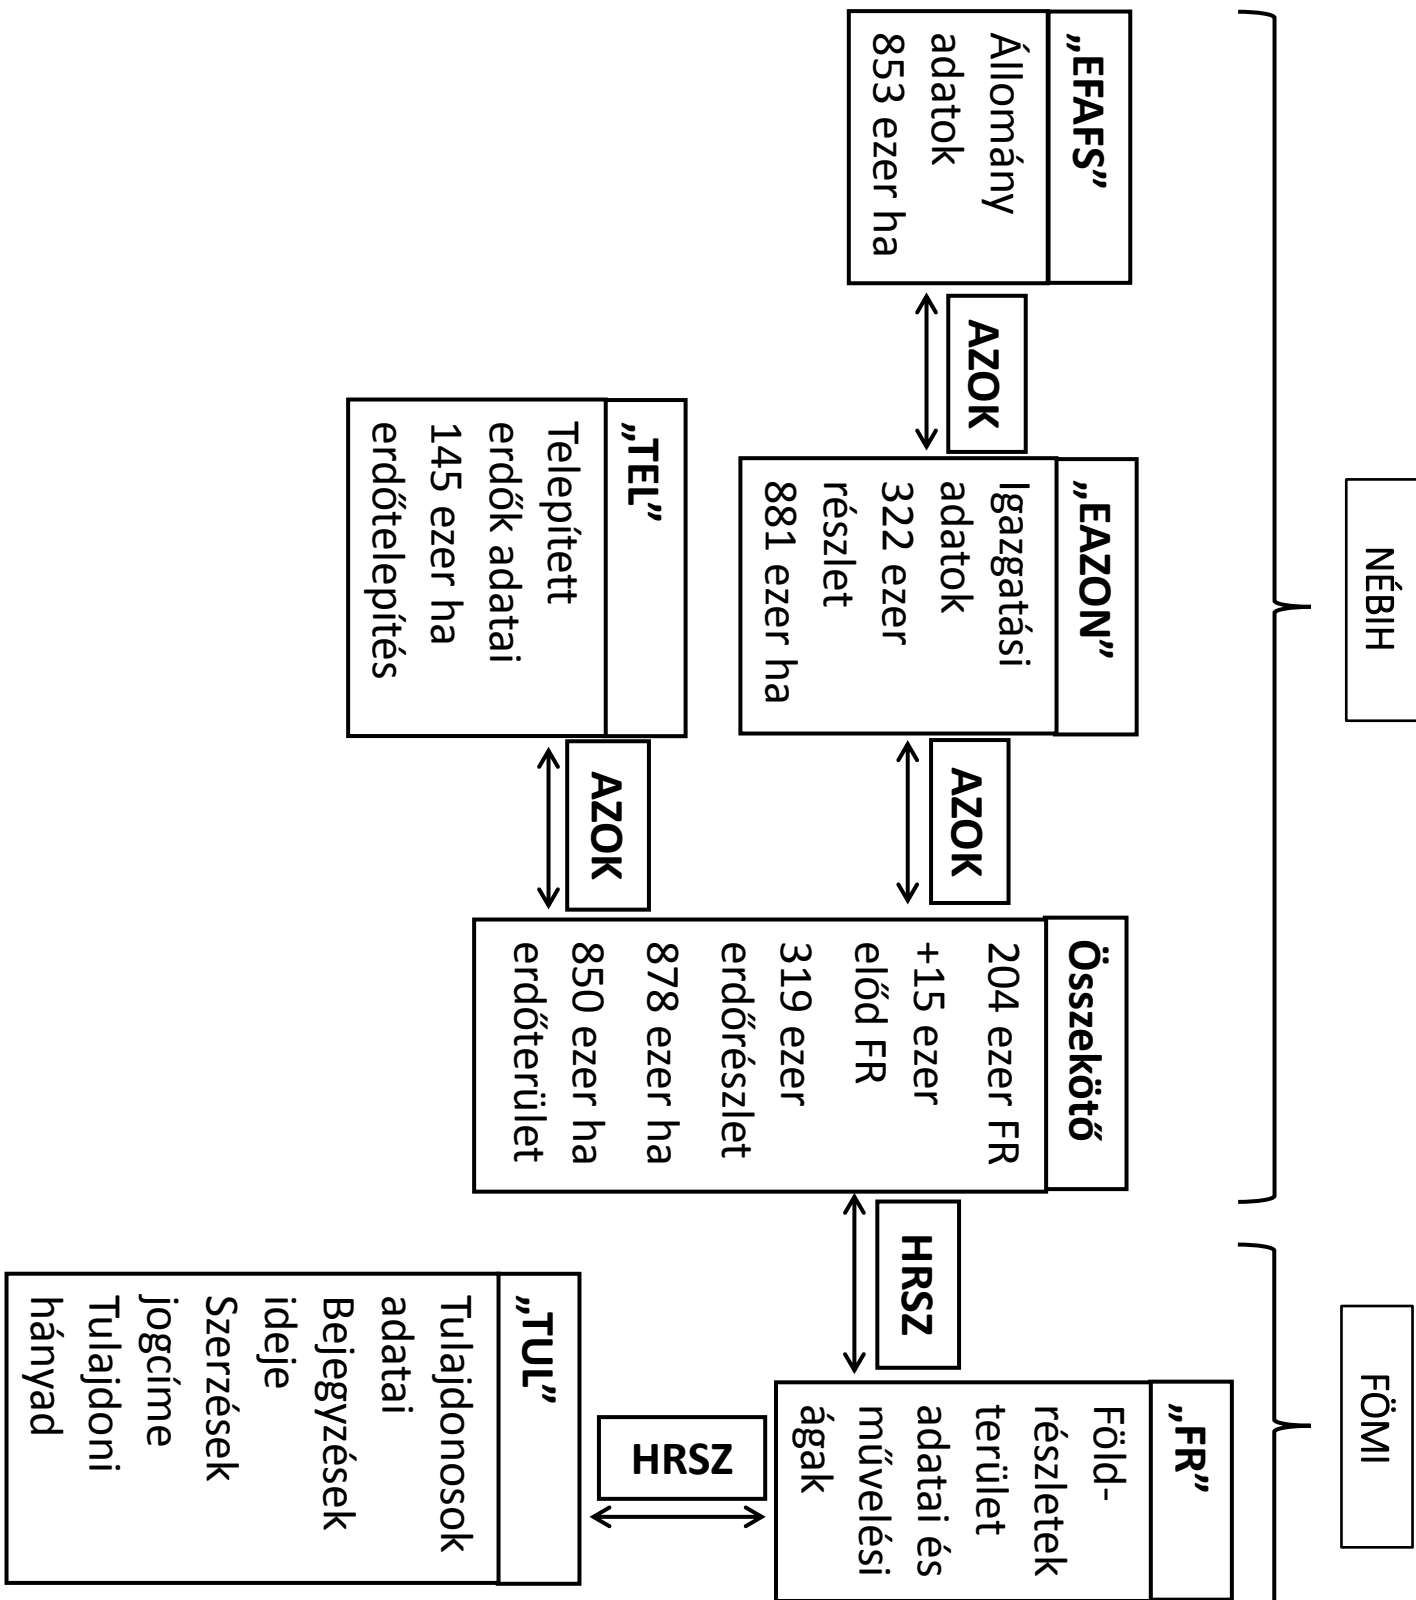 NÉBIH
FÖMI
„EFAFS”
Állomány
adatok
853 ezer ha
AZOK
„EAZON”
Igazgatási
adatok
322 ezer
részlet
881 ezer ha
AZOK
„TEL”
Telepített
erdők adatai
145 ezer ha
erdőtelepítés
AZOK
Összekötő
204 ezer FR
+15 ezer
előd FR
319 ezer
erdőrészlet
878 ezer ha
850 ezer ha
erdőterület
HRSZ
„FR”
Föld-
részletek
terület
adatai és
művelési
ágak
HRSZ
„TUL”
Tulajdonosok
adatai
Bejegyzések
ideje
Szerzések
jogcíme
Tulajdoni
hányad